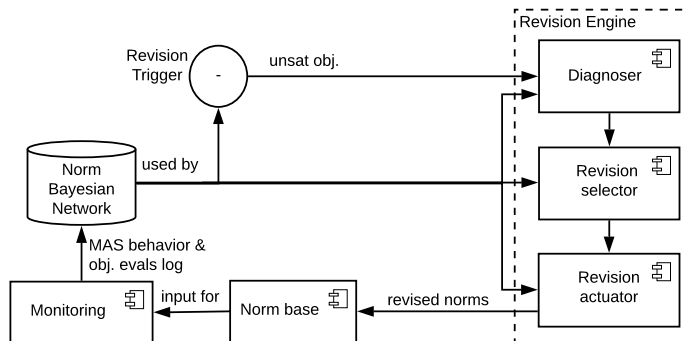 Revision Engine
Revision
Trigger
-
unsat obj.
Diagnoser
used by
Norm
Bayesian
Network
Revision
selector
MAS behavior &
obj. evals log
Revision
actuator
Monitoring
input for
Norm base
revised norms